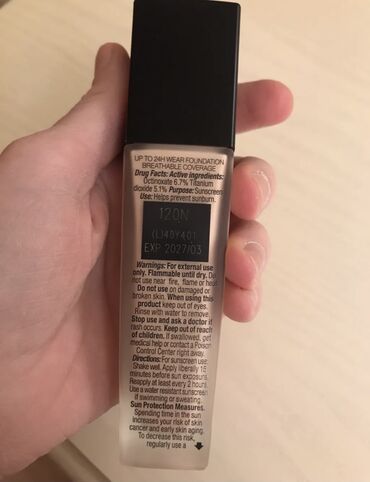 UP TO 24H WEAR FOUNDATION
BREATHABLE COVERAGE
Drug Facts: Active ingredients:
Octinoxate 6.7% Titanium
dioxide 5.1% Purpose: Sunscreen
Use: Helps prevent sunburn.
120N
(L)40Y401
EXP 2027/03
Warnings: For external use
only. Flammable until dry. Do
not use near fire, flame or heat
Do not use on damaged or
broken skin. When using this
product keep out of eyes.
Rinse with water to remove.
Stop use and ask a doctor if
rash occurs. Keep out of reach
of children. If swallowed, get
medical help or contact a Poison
Control Center right away.
Directions: For sunscreen use:
Shake well. Apply liberally 15
minutes before sun exposure.
Reapply at least every 2 hours.
Use a water resistant sunscreen
if swimming or sweating.
Sun Protection Measures.
Spending time in the sun
increases your risk of skin
cancer and early skin aging.
To decrease this risk,
regularly use a